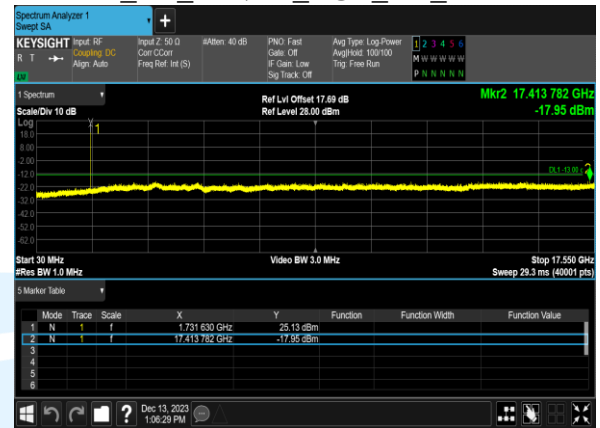 Spectrum Analyzer 1
Swept SA
+
KEYSIGHT
R T
LXI
Input: RF
Coupling: DC
Align: Auto
Input Z: 50 Ω
Corr CCorr
Freq Ref: Int (S)
#Atten: 40 dB
PNO: Fast
Gate: Off
IF Gain: Low
Sig Track: Off
Avg Type: Log-Power
Avg|Hold: 100/100
Trig: Free Run
1 2 3 4 5 6
M W W W W W
P N N N N N
1 Spectrum
Scale/Div 10 dB
Log
Ref Lvl Offset 17.69 dB
Ref Level 28.00 dBm
Mkr2 17.413 782 GHz
-17.95 dBm
1
18.0
8.00
-2.00
-12.0
-22.0
-32.0
-42.0
-52.0
-62.0
2
Start 30 MHz
#Res BW 1.0 MHz
Video BW 3.0 MHz
Stop 17.550 GHz
Sweep 29.3 ms (40001 pts)
5 Marker Table
Mode Trace Scale X Y Function Function Width Function Value
1 N 1 f 1.731 630 GHz 25.13 dBm
2 N 1 f 17.413 782 GHz -17.95 dBm
3
4
5
6
?
Dec 13, 2023
1:06:29 PM